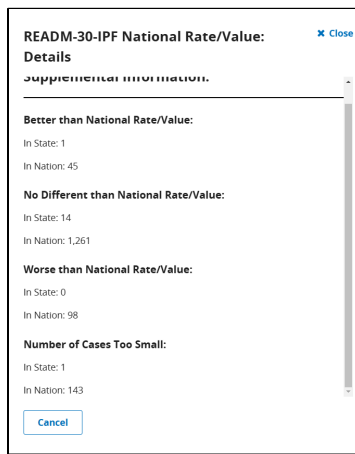 READM-30-IPF National Rate/Value:
Details
✖ Close
Supplemental Information:
Better than National Rate/Value:
In State: 1
In Nation: 45
No Different than National Rate/Value:
In State: 14
In Nation: 1,261
Worse than National Rate/Value:
In State: 0
In Nation: 98
Number of Cases Too Small:
In State: 1
In Nation: 143
Cancel